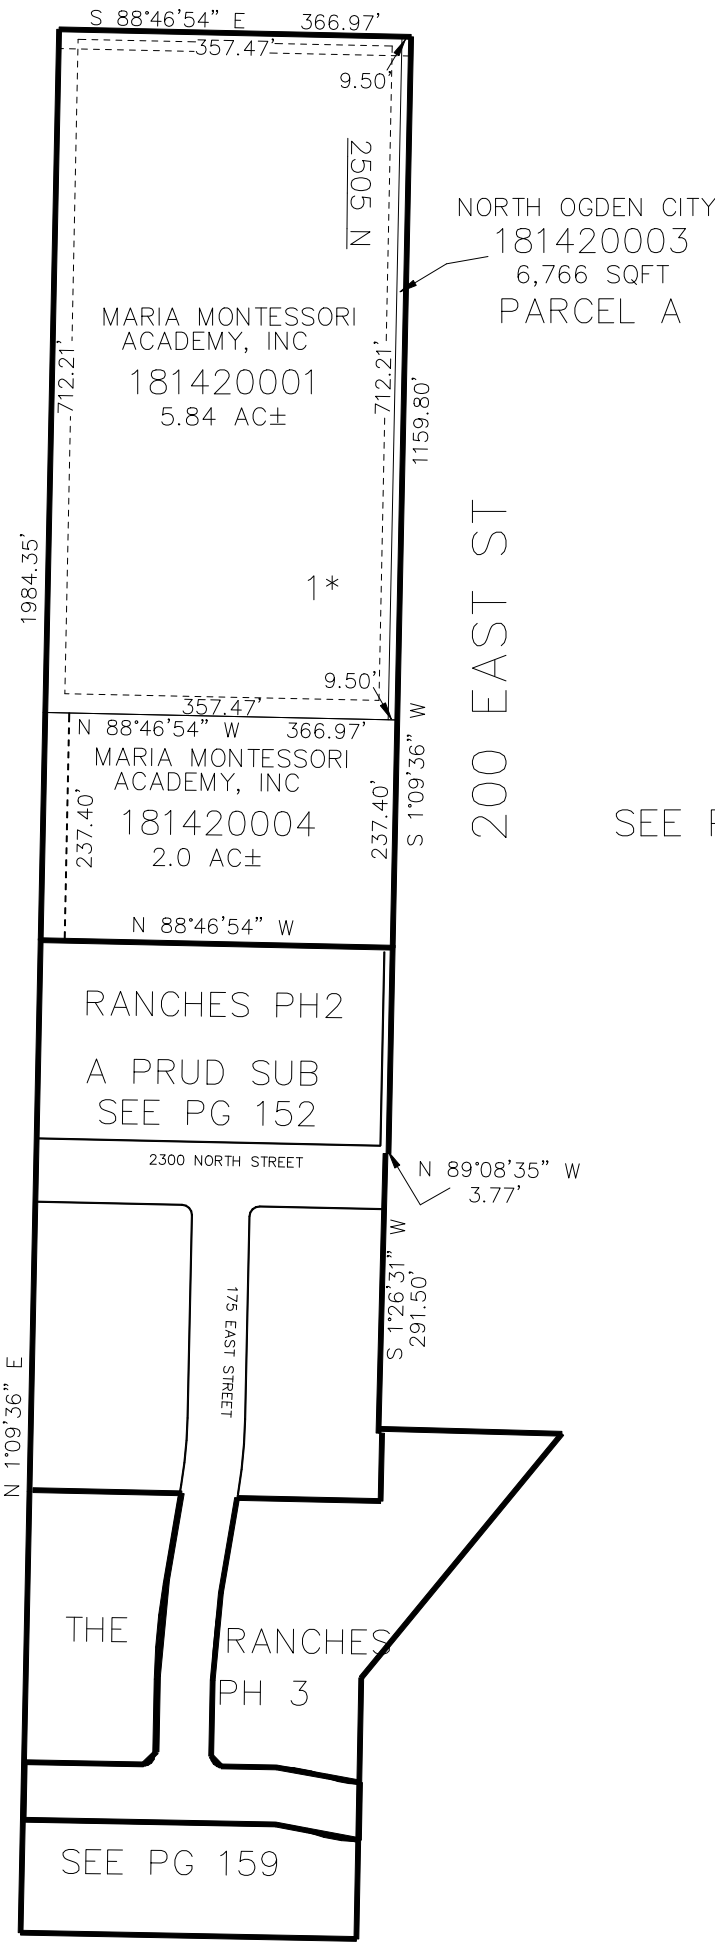 S 88°46'54" E 366.97'
357.47'
9.50'
2505 N
NORTH OGDEN CITY
181420003
6,766 SQFT
PARCEL A
MARIA MONTESSORI
ACADEMY, INC
181420001
5.84 AC±
712.21'
712.21'
1159.80'
200 EAST ST
1984.35'
1*
9.50'
357.47'
N 88°46'54" W 366.97'
S 1°09'36" W
MARIA MONTESSORI
ACADEMY, INC
181420004
2.0 AC±
237.40'
237.40'
SEE
N 88°46'54" W
RANCHES PH2
A PRUD SUB
SEE PG 152
2300 NORTH STREET
N 89°08'35" W
3.77'
S 1°26'31" W
291.50'
175 EAST STREET
N 1°09'36" E
THE
RANCHES
PH 3
SEE PG 159